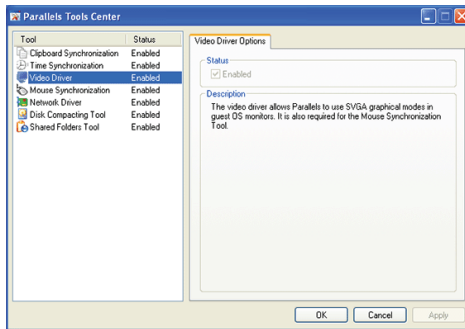 Parallels Tools Center
Tool Status
Clipboard Synchronization Enabled
Time Synchronization Enabled
Video Driver Enabled
Mouse Synchronization Enabled
Network Driver Enabled
Disk Compacting Tool Enabled
Shared Folders Tool Enabled
Video Driver Options
Status
Enabled
Description
The video driver allows Parallels to use SVGA graphical modes in
guest OS monitors. It is also required for the Mouse Synchronization
Tool.
OK Cancel Apply